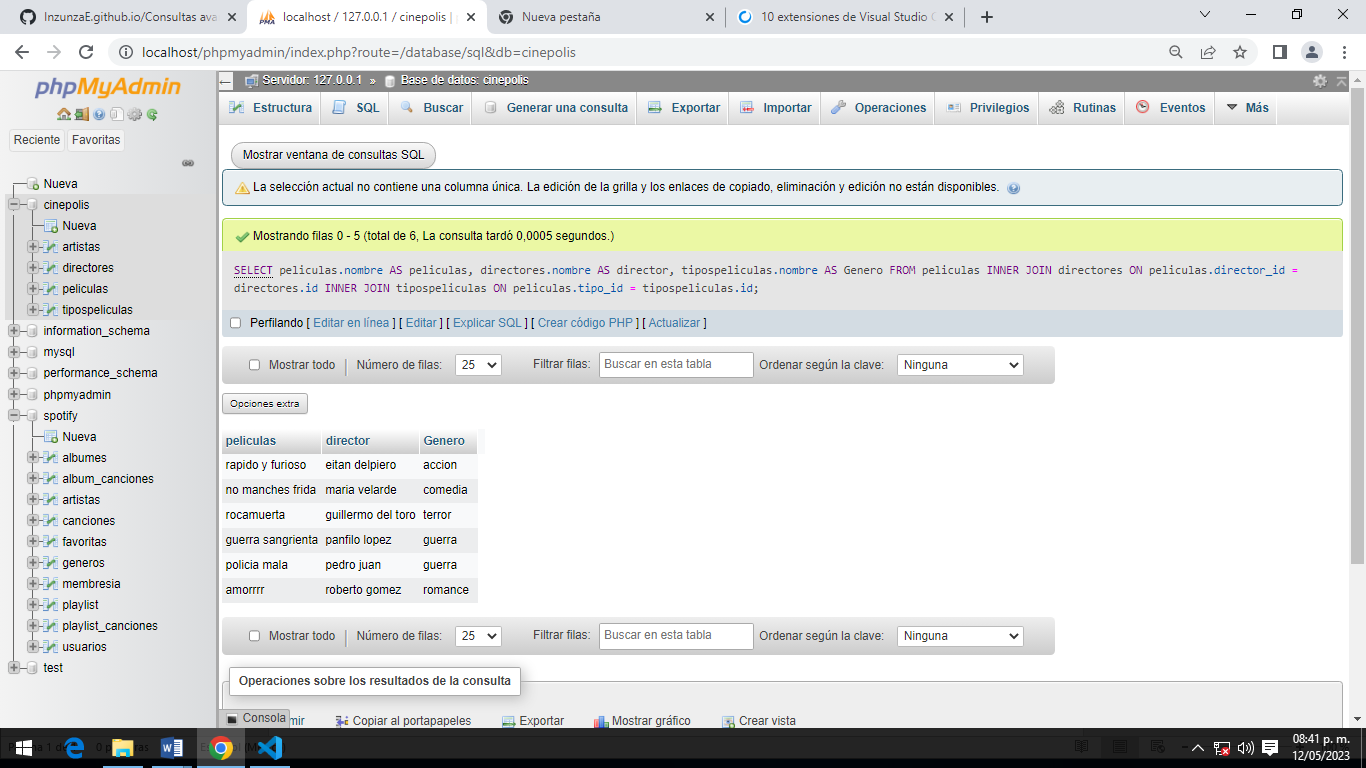 InzunzaE.github.io/Consultas ava
localhost / 127.0.0.1 / cinepolis | p
Nueva pestaña
10 extensiones de Visual Studio C
localhost/phpmyadmin/index.php?route=/database/sql&db=cinepolis
phpMyAdmin
Reciente Favoritas
Nueva
cinepolis
Nueva
artistas
directores
peliculas
tipospeliculas
information_schema
mysql
performance_schema
phpmyadmin
spotify
Nueva
albumes
album_canciones
artistas
canciones
favoritas
generos
membresia
playlist
playlist_canciones
usuarios
test
Servidor: 127.0.0.1 » Base de datos: cinepolis
Estructura SQL Buscar Generar una consulta Exportar Importar Operaciones Privilegios Rutinas Eventos Más
Mostrar ventana de consultas SQL
La selección actual no contiene una columna única. La edición de la grilla y los enlaces de copiado, eliminación y edición no están disponibles.
Mostrando filas 0 - 5 (total de 6, La consulta tardó 0,0005 segundos.)
SELECT peliculas.nombre AS peliculas, directores.nombre AS director, tipospeliculas.nombre AS Genero FROM peliculas INNER JOIN directores ON peliculas.director_id =
directores.id INNER JOIN tipospeliculas ON peliculas.tipo_id = tipospeliculas.id;
Perfilando [ Editar en línea ] [ Editar ] [ Explicar SQL ] [ Crear código PHP ] [ Actualizar ]
Mostrar todo Número de filas: 25 Filtrar filas: Buscar en esta tabla Ordenar según la clave: Ninguna
Opciones extra
peliculas director Genero
rapido y furioso eitan delpiero accion
no manches frida maria velarde comedia
rocamuerta guillermo del toro terror
guerra sangrienta panfilo lopez guerra
policia mala pedro juan guerra
amorrrr roberto gomez romance
Mostrar todo Número de filas: 25 Filtrar filas: Buscar en esta tabla Ordenar según la clave: Ninguna
Operaciones sobre los resultados de la consulta
Consola mir Copiar al portapapeles Exportar Mostrar gráfico Crear vista
08:41 p. m.
12/05/2023